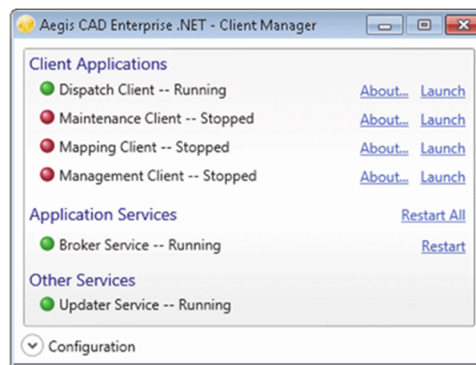 Aegis CAD Enterprise .NET - Client Manager
Client Applications
Dispatch Client -- Running About... Launch
Maintenance Client -- Stopped About... Launch
Mapping Client -- Stopped About... Launch
Management Client -- Stopped About... Launch
Application Services Restart All
Broker Service -- Running Restart
Other Services
Updater Service -- Running
Configuration